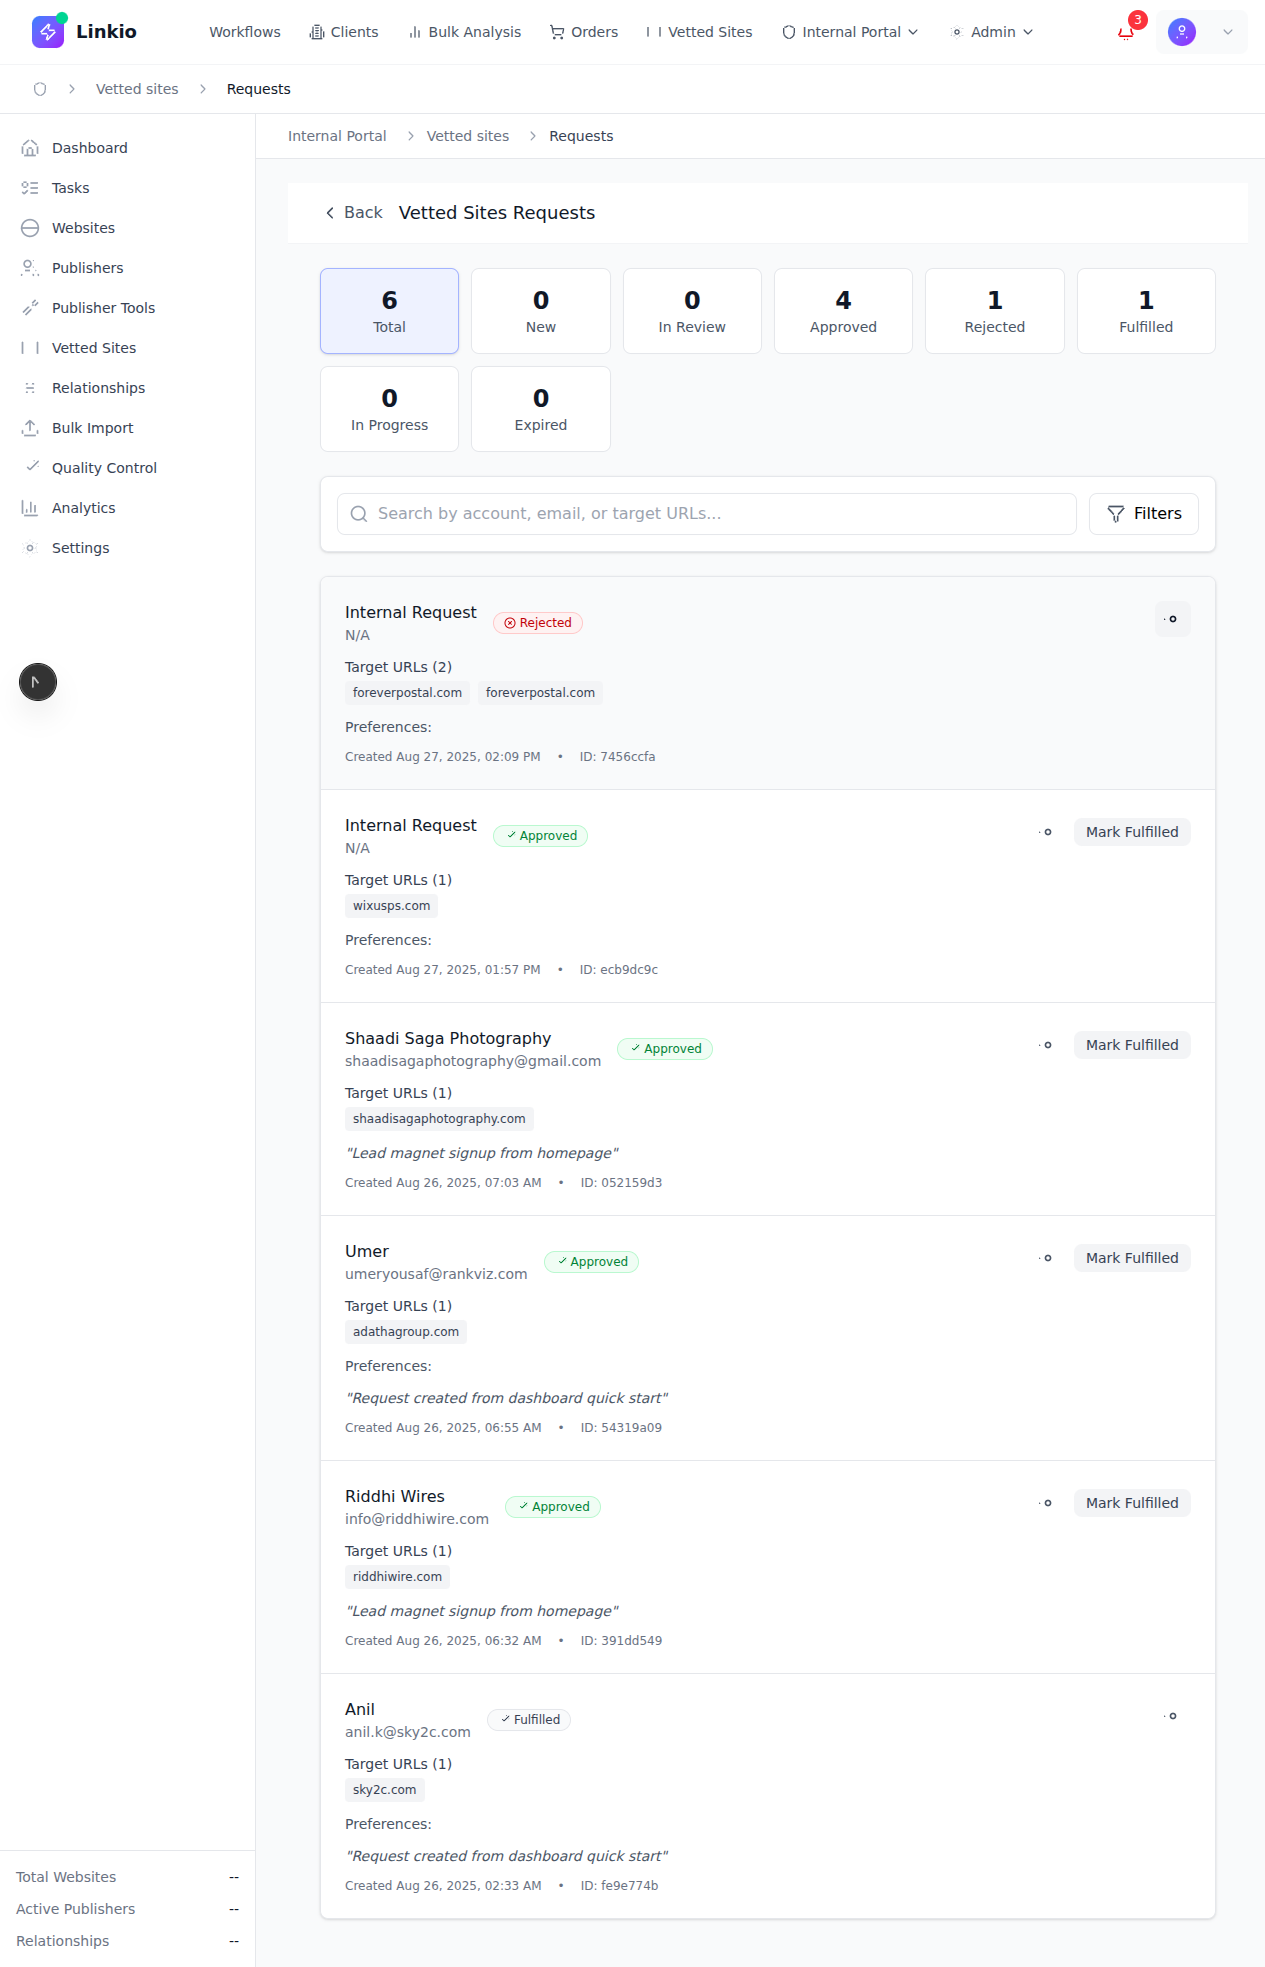 Linkio
Workflows Clients Bulk Analysis Orders Vetted Sites Internal Portal Admin 3
Vetted sites Requests
Internal Portal Vetted sites Requests
Dashboard
Tasks
Websites
Publishers
Publisher Tools
Vetted Sites
Relationships
Bulk Import
Quality Control
Analytics
Settings
Back Vetted Sites Requests
6 0 0 4 1 1
Total New In Review Approved Rejected Fulfilled
0 0
In Progress Expired
Search by account, email, or target URLs... Filters
Internal Request Rejected
N/A
Target URLs (2)
foreverpostal.com foreverpostal.com
Preferences:
Created Aug 27, 2025, 02:09 PM • ID: 7456ccfa
Internal Request Approved Mark Fulfilled
N/A
Target URLs (1)
wixusps.com
Preferences:
Created Aug 27, 2025, 01:57 PM • ID: ecb9dc9c
Shaadi Saga Photography Approved Mark Fulfilled
shaadisagaphotography@gmail.com
Target URLs (1)
shaadisagaphotography.com
"Lead magnet signup from homepage"
Created Aug 26, 2025, 07:03 AM • ID: 052159d3
Umer Approved Mark Fulfilled
umeryousaf@rankviz.com
Target URLs (1)
adathagroup.com
Preferences:
"Request created from dashboard quick start"
Created Aug 26, 2025, 06:55 AM • ID: 54319a09
Riddhi Wires Approved Mark Fulfilled
info@riddhiwire.com
Target URLs (1)
riddhiwire.com
"Lead magnet signup from homepage"
Created Aug 26, 2025, 06:32 AM • ID: 391dd549
Anil Fulfilled
anil.k@sky2c.com
Target URLs (1)
sky2c.com
Preferences:
"Request created from dashboard quick start"
Created Aug 26, 2025, 02:33 AM • ID: fe9e774b
Total Websites --
Active Publishers --
Relationships --